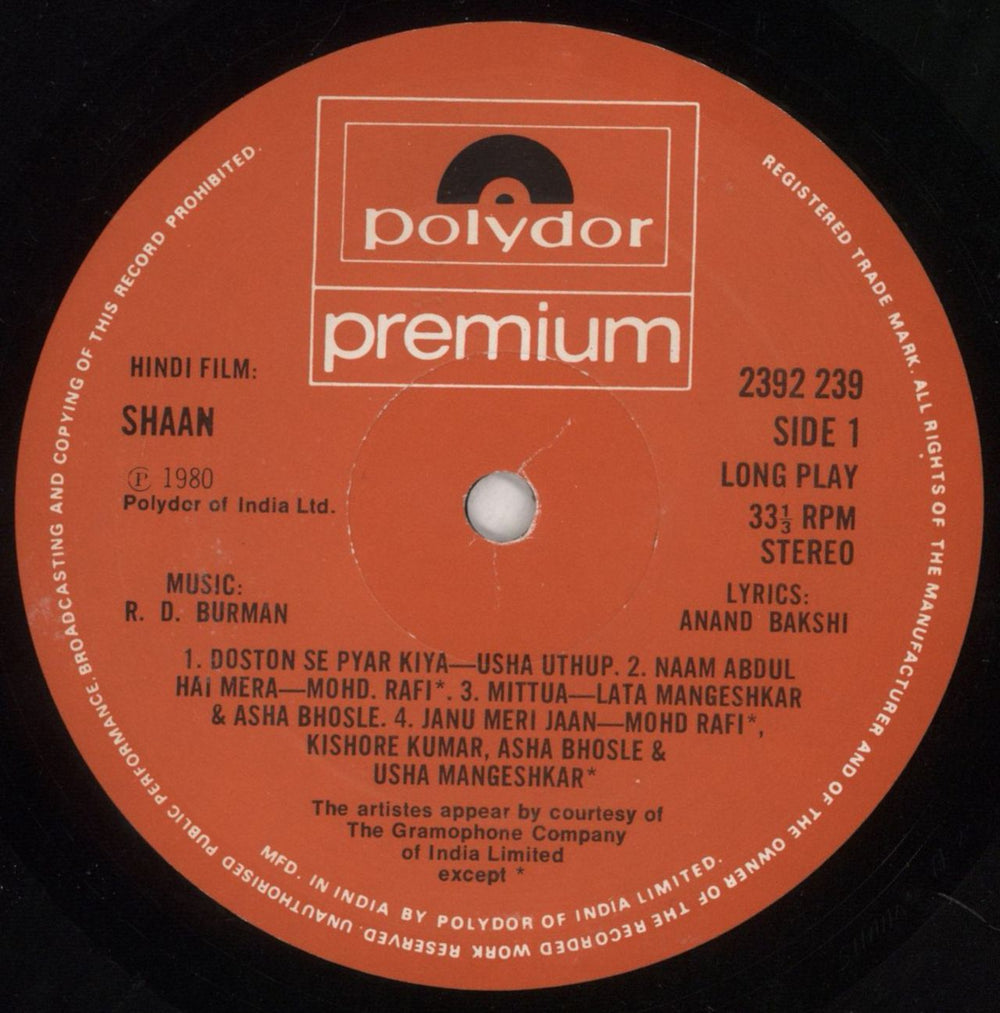 polydor
premium
HINDI FILM:
SHAAN
Ⓟ 1980
Polydor of India Ltd.
2392 239
SIDE 1
LONG PLAY
33⅓ RPM
STEREO
MUSIC:
R. D. BURMAN
LYRICS:
ANAND BAKSHI
1. DOSTON SE PYAR KIYA—USHA UTHUP. 2. NAAM ABDUL
HAI MERA—MOHD. RAFI*. 3. MITTUA—LATA MANGESHKAR
& ASHA BHOSLE. 4. JANU MERI JAAN—MOHD RAFI*,
KISHORE KUMAR, ASHA BHOSLE &
USHA MANGESHKAR*
The artistes appear by courtesy of
The Gramophone Company
of India Limited
except *
MFD. IN INDIA BY POLYDOR OF INDIA LIMITED.
REGISTERED TRADE MARK. ALL RIGHTS OF THE MANUFACTURER AND OF THE OWNER OF THE RECORDED WORK RESERVED. UNAUTHORISED PUBLIC PERFORMANCE, BROADCASTING AND COPYING OF THIS RECORD PROHIBITED.